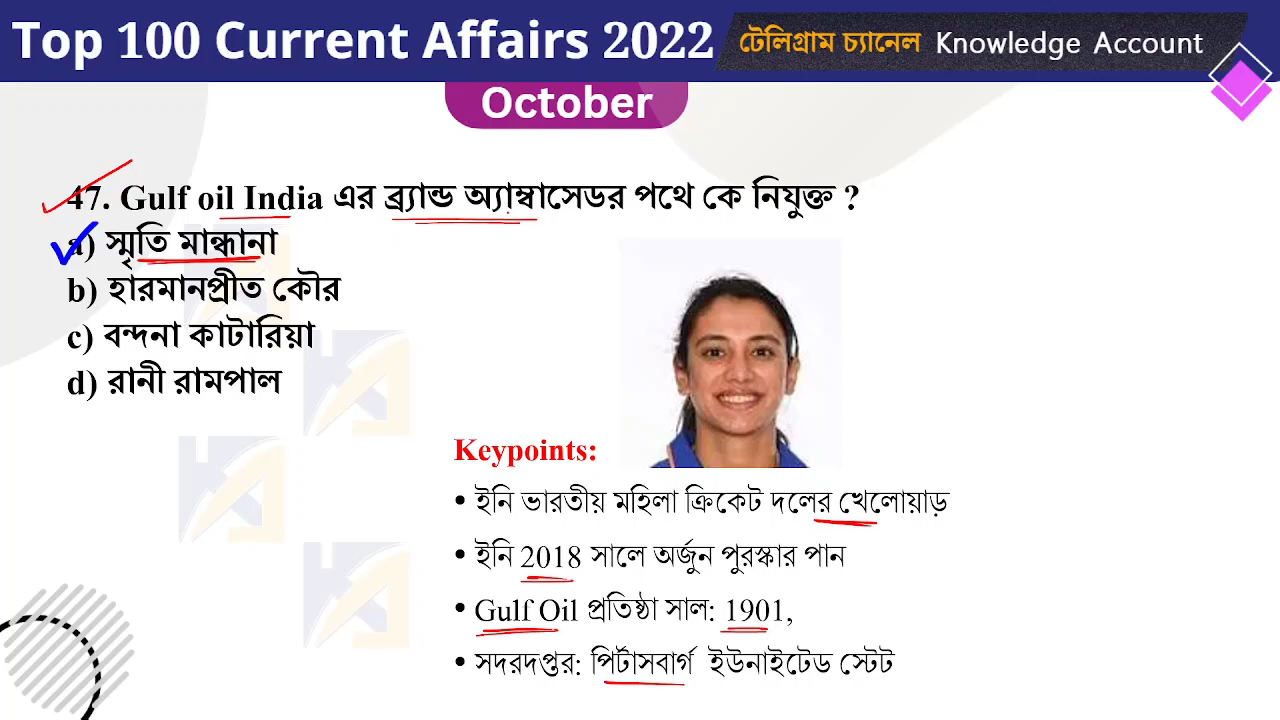 Top 100 Current Affairs 2022
টেলিগ্রাম চ্যানেল Knowledge Account
October
47. Gulf oil India এর ব্র্যান্ড অ্যাম্বাসেডর পথে কে নিযুক্ত ?
a) স্মৃতি মান্ধানা
b) হারমানপ্রীত কৌর
c) বন্দনা কাটারিয়া
d) রানী রামপাল
Keypoints:
• ইনি ভারতীয় মহিলা ক্রিকেট দলের খেলোয়াড়
• ইনি 2018 সালে অর্জুন পুরস্কার পান
• Gulf Oil প্রতিষ্ঠা সাল: 1901,
• সদরদপ্তর: পির্টাসবার্গ ইউনাইটেড স্টেট